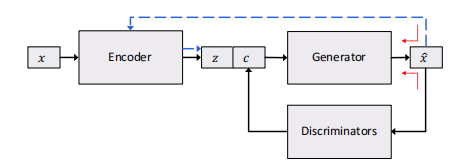 x
Encoder
z
c
Generator
x̂
Discriminators